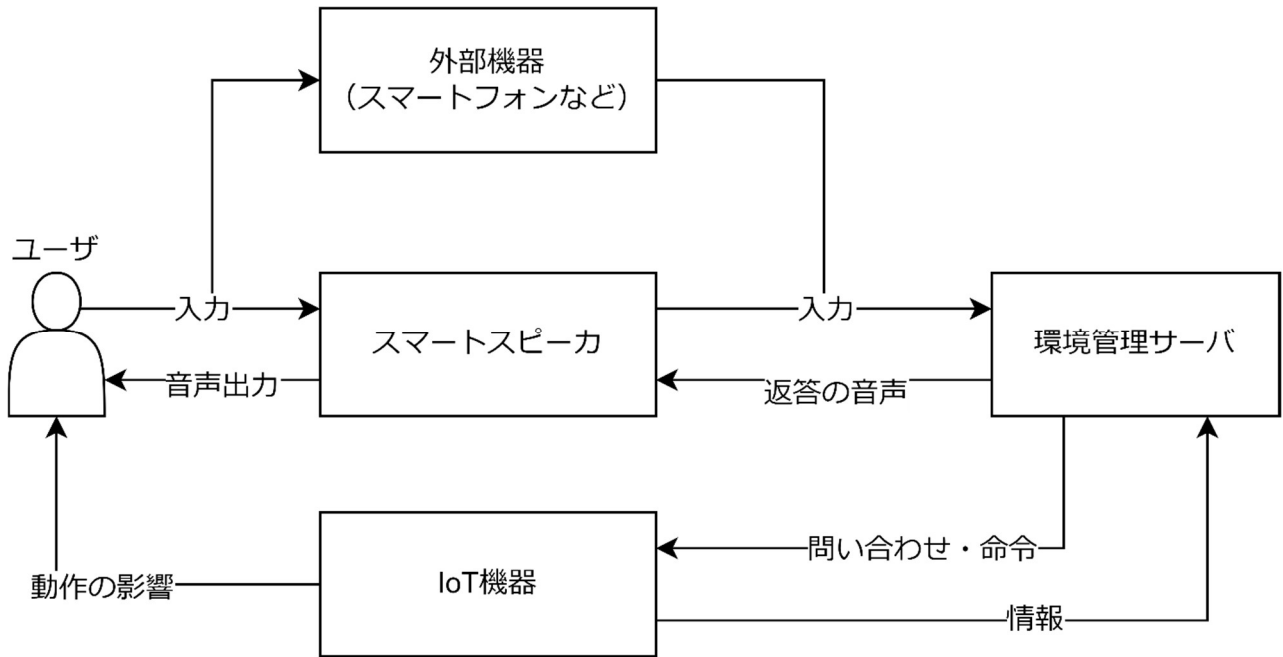 外部機器
（スマートフォンなど）
ユーザ
入力
スマートスピーカ
入力
環境管理サーバ
音声出力
返答の音声
問い合わせ・命令
動作の影響
IoT機器
情報